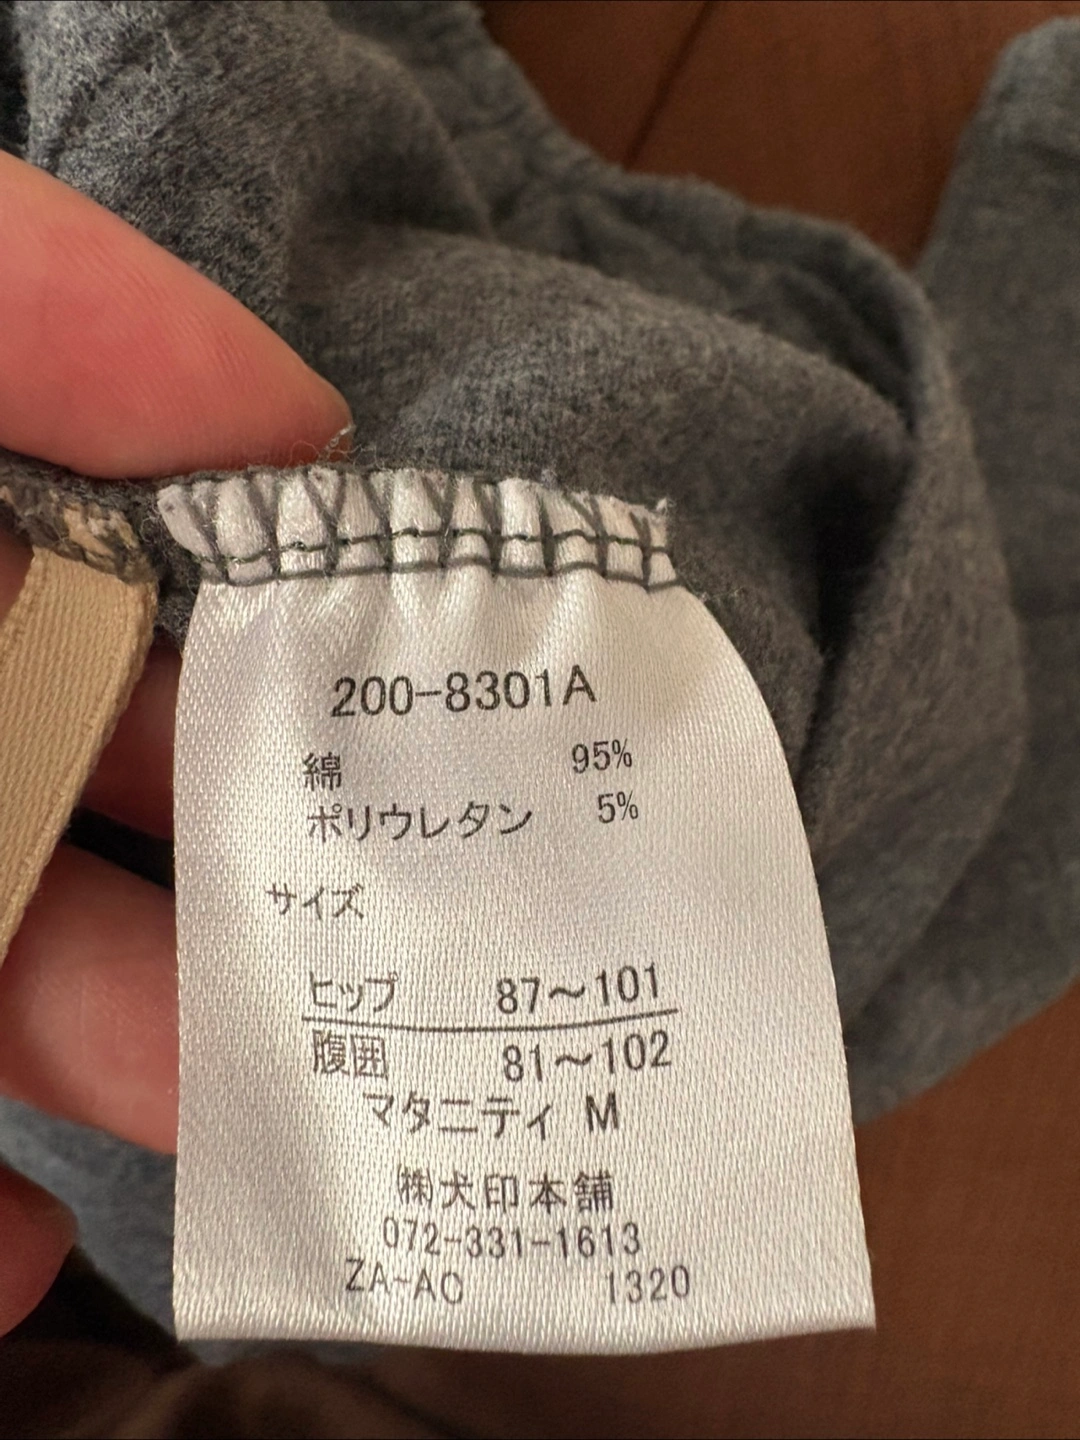 200-8301A
綿 95%
ポリウレタン 5%
サイズ
ヒップ 87～101
腹囲 81～102
マタニティ M
㈱犬印本舗
072-331-1613
ZA-AO 1320